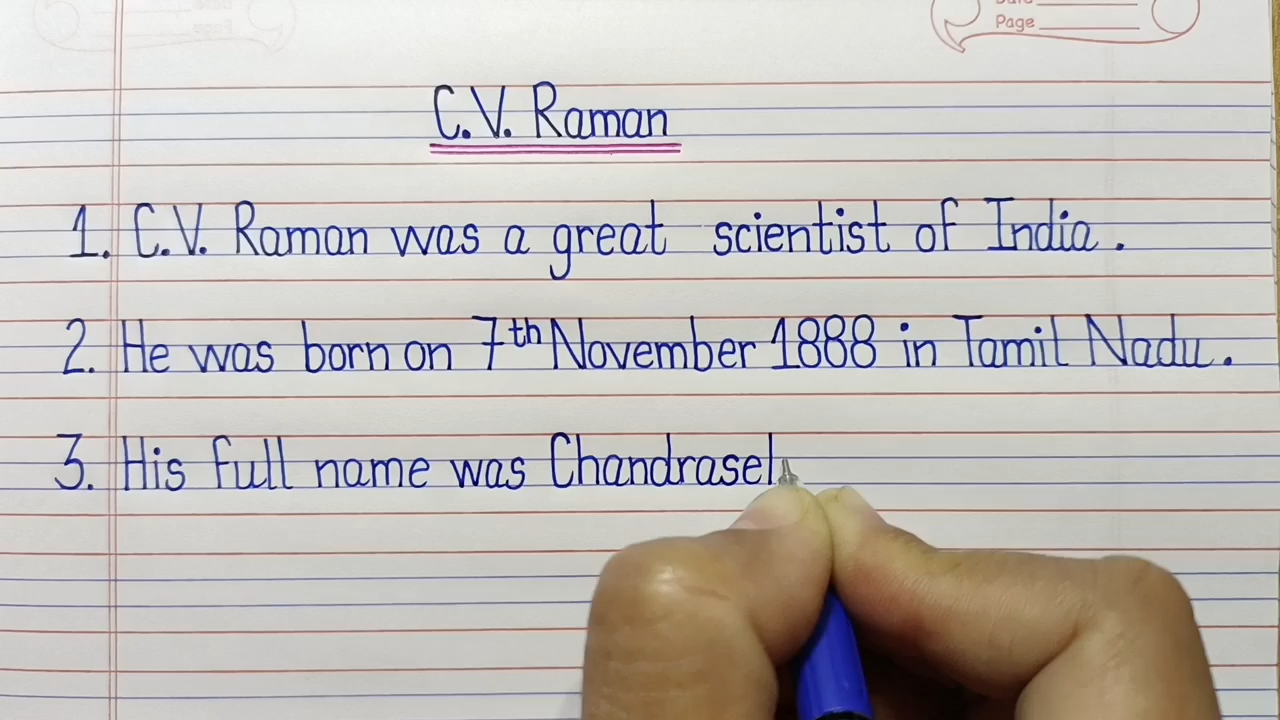 Page
C.V. Raman
1. C.V. Raman was a great scientist of India.
2. He was born on 7th November 1888 in Tamil Nadu.
3. His full name was Chandrasel